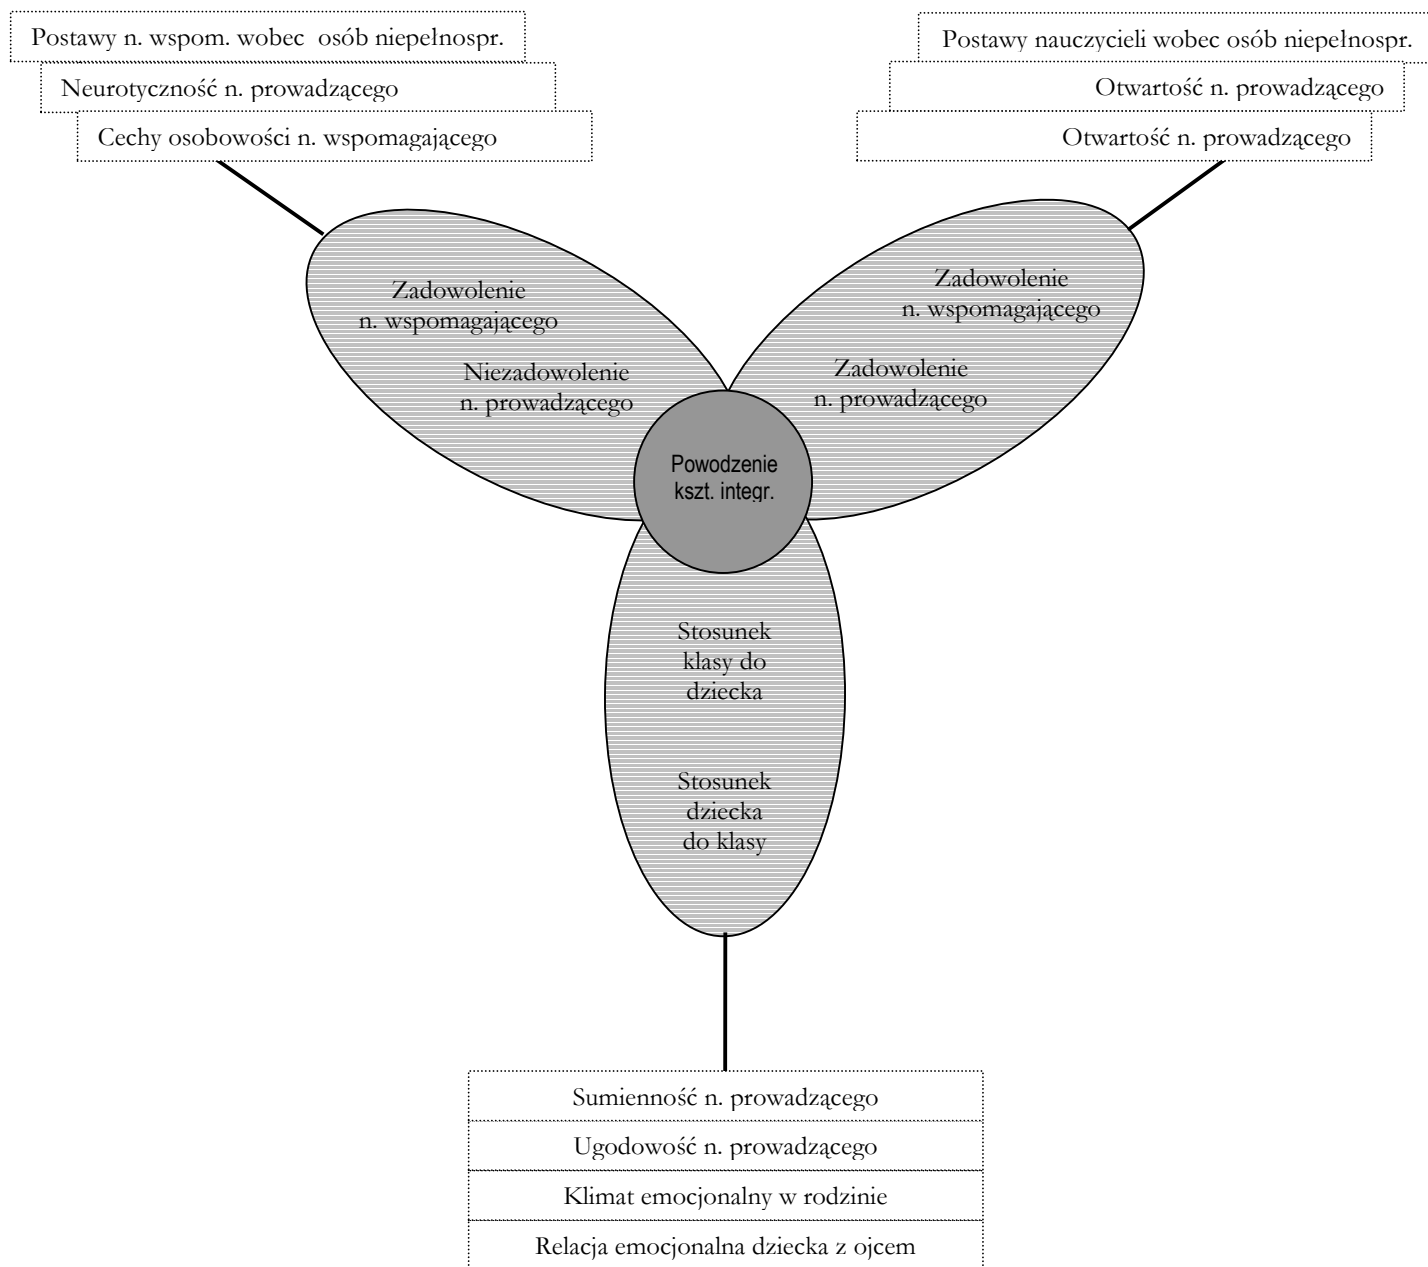 Postawy n. wspom. wobec osób niepełnospr.
Neurotyczność n. prowadzącego
Cechy osobowości n. wspomagającego
Postawy nauczycieli wobec osób niepełnospr.
Otwartość n. prowadzącego
Otwartość n. prowadzącego
Zadowolenie
n. wspomagającego
Niezadowolenie
n. prowadzącego
Zadowolenie
n. wspomagającego
Zadowolenie
n. prowadzącego
Powodzenie
kszt. integr.
Stosunek
klasy do
dziecka
Stosunek
dziecka
do klasy
Sumienność n. prowadzącego
Ugodowość n. prowadzącego
Klimat emocjonalny w rodzinie
Relacja emocjonalna dziecka z ojcem